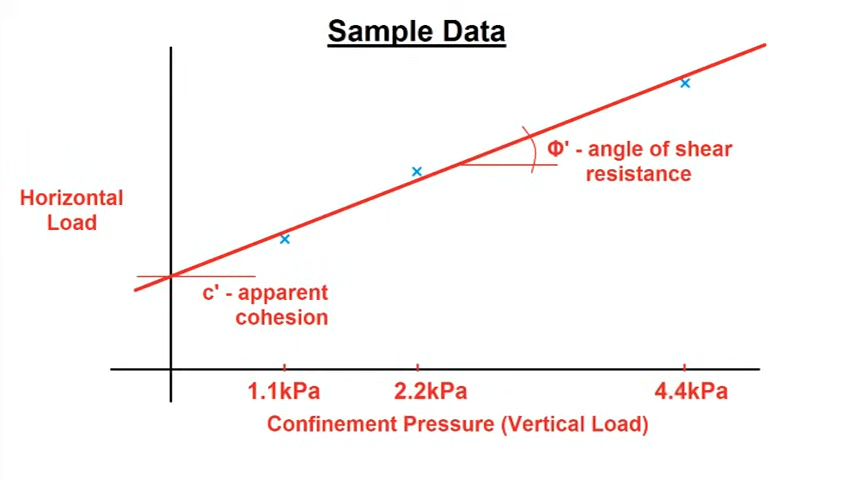 Sample Data
Φ' - angle of shear
resistance
Horizontal
Load
c' - apparent
cohesion
1.1kPa 2.2kPa 4.4kPa
Confinement Pressure (Vertical Load)